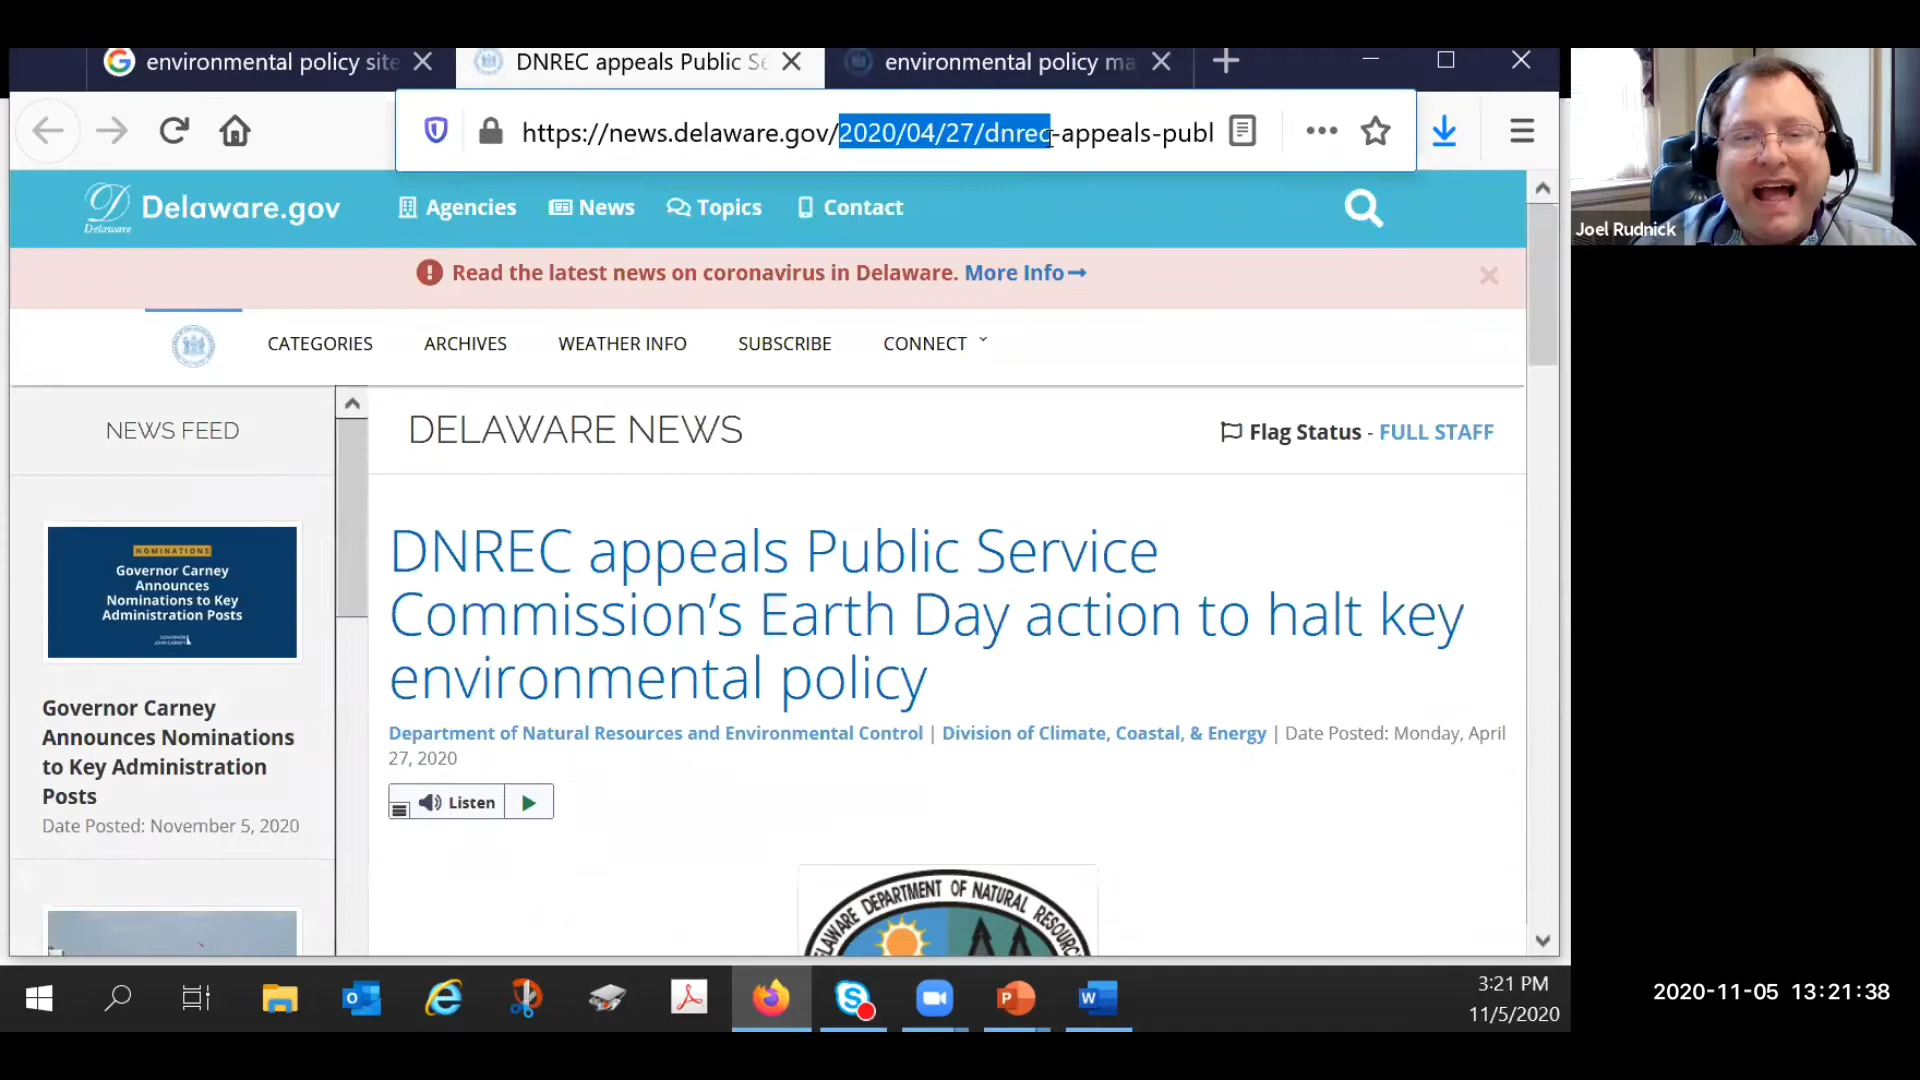 environmental policy site
DNREC appeals Public Se
environmental policy ma
https://news.delaware.gov/2020/04/27/dnrec-appeals-publ
Delaware
Delaware.gov
Agencies
News
Topics
Contact
Read the latest news on coronavirus in Delaware. More Info
CATEGORIES
ARCHIVES
WEATHER INFO
SUBSCRIBE
CONNECT
NEWS FEED
NOMINATIONS
Governor Carney
Announces
Nominations to Key
Administration Posts
Governor Carney
Announces Nominations
to Key Administration
Posts
Date Posted: November 5, 2020
DELAWARE NEWS
Flag Status - FULL STAFF
DNREC appeals Public Service
Commission’s Earth Day action to halt key
environmental policy
Department of Natural Resources and Environmental Control | Division of Climate, Coastal, & Energy | Date Posted: Monday, April
27, 2020
Listen
DELAWARE DEPARTMENT OF NATURAL RESOURC
Joel Rudnick
3:21 PM
11/5/2020
2020-11-05 13:21:38